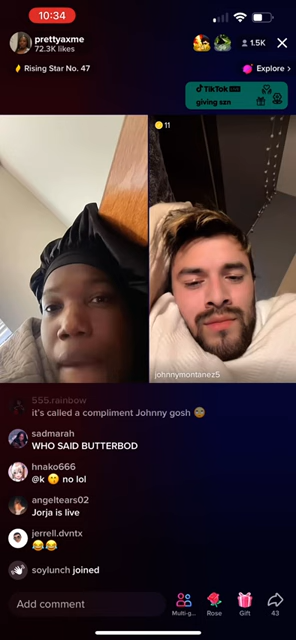 10:34
prettyaxme
72.3K likes
1.5K
Rising Star No. 47
Explore >
TikTok LIVE
giving szn
11
johnnymontanez5
555.rainbow
it's called a compliment Johnny gosh 🙄
sadmarah
WHO SAID BUTTERBOD
hnako666
@k 🤫 no lol
angeltears02
Jorja is live
jerrell.dvntx
😂😂
soylunch joined
Add comment
Multi-g...
Rose
Gift
43